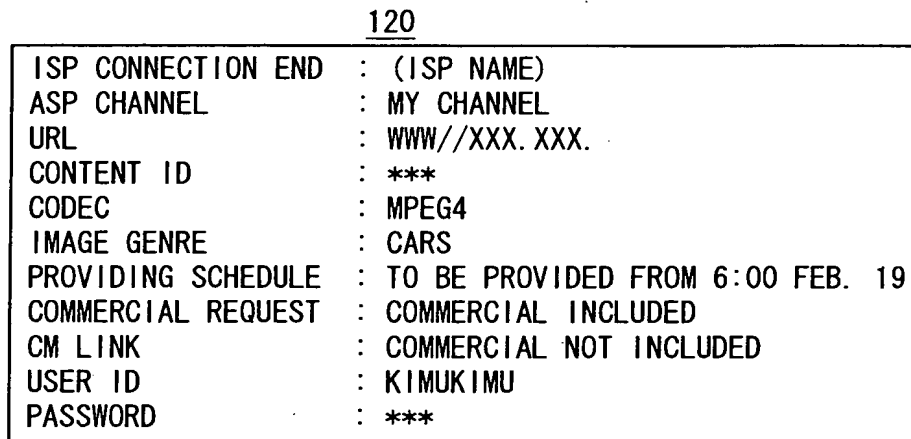 120
ISP CONNECTION END : (ISP NAME)
ASP CHANNEL : MY CHANNEL
URL : WWW//XXX.XXX.
CONTENT ID : ***
CODEC : MPEG4
IMAGE GENRE : CARS
PROVIDING SCHEDULE : TO BE PROVIDED FROM 6:00 FEB. 19
COMMERCIAL REQUEST : COMMERCIAL INCLUDED
CM LINK : COMMERCIAL NOT INCLUDED
USER ID : KIMUKIMU
PASSWORD : ***